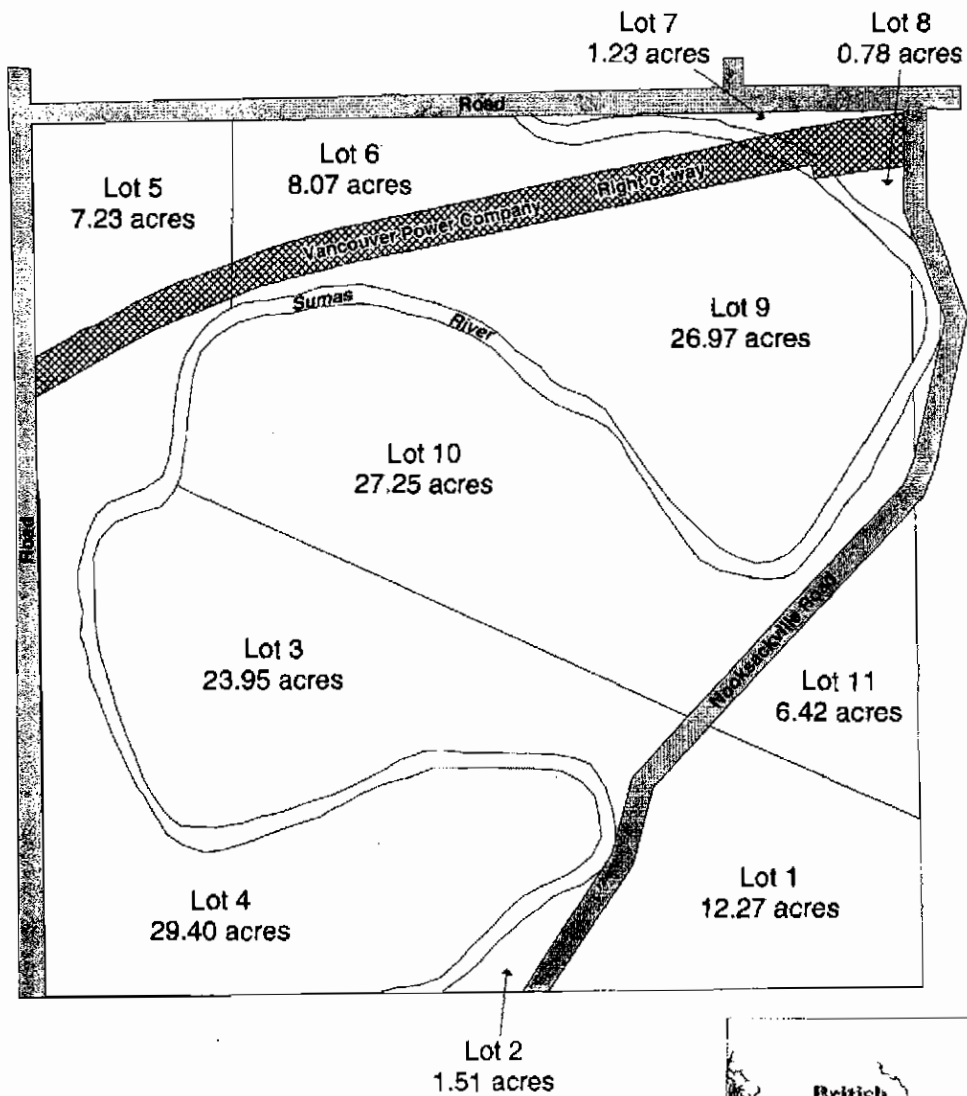 Lot 7
1.23 acres
Lot 8
0.78 acres
Road
Lot 5
7.23 acres
Lot 6
8.07 acres
Vancouver Power Company Right of way
Sumas River
Lot 9
26.97 acres
Lot 10
27.25 acres
Road
Lot 3
23.95 acres
Nooksackville Road
Lot 11
6.42 acres
Lot 4
29.40 acres
Lot 1
12.27 acres
Lot 2
1.51 acres
British